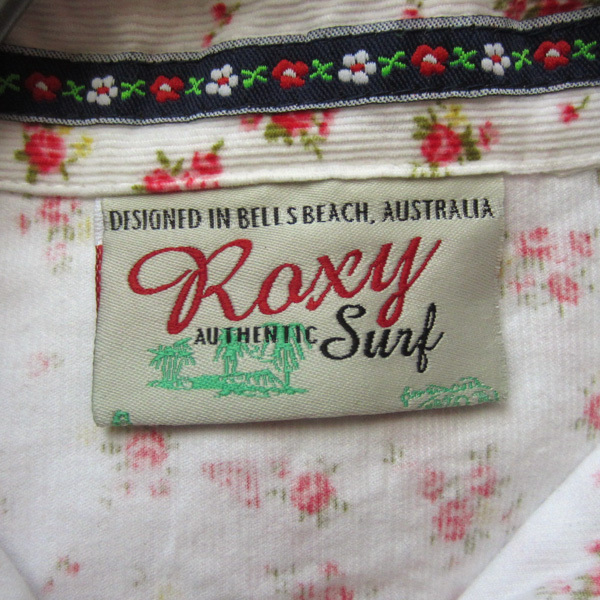 DESIGNED IN BELLS BEACH, AUSTRALIA
Roxy
AUTHENTIC Surf